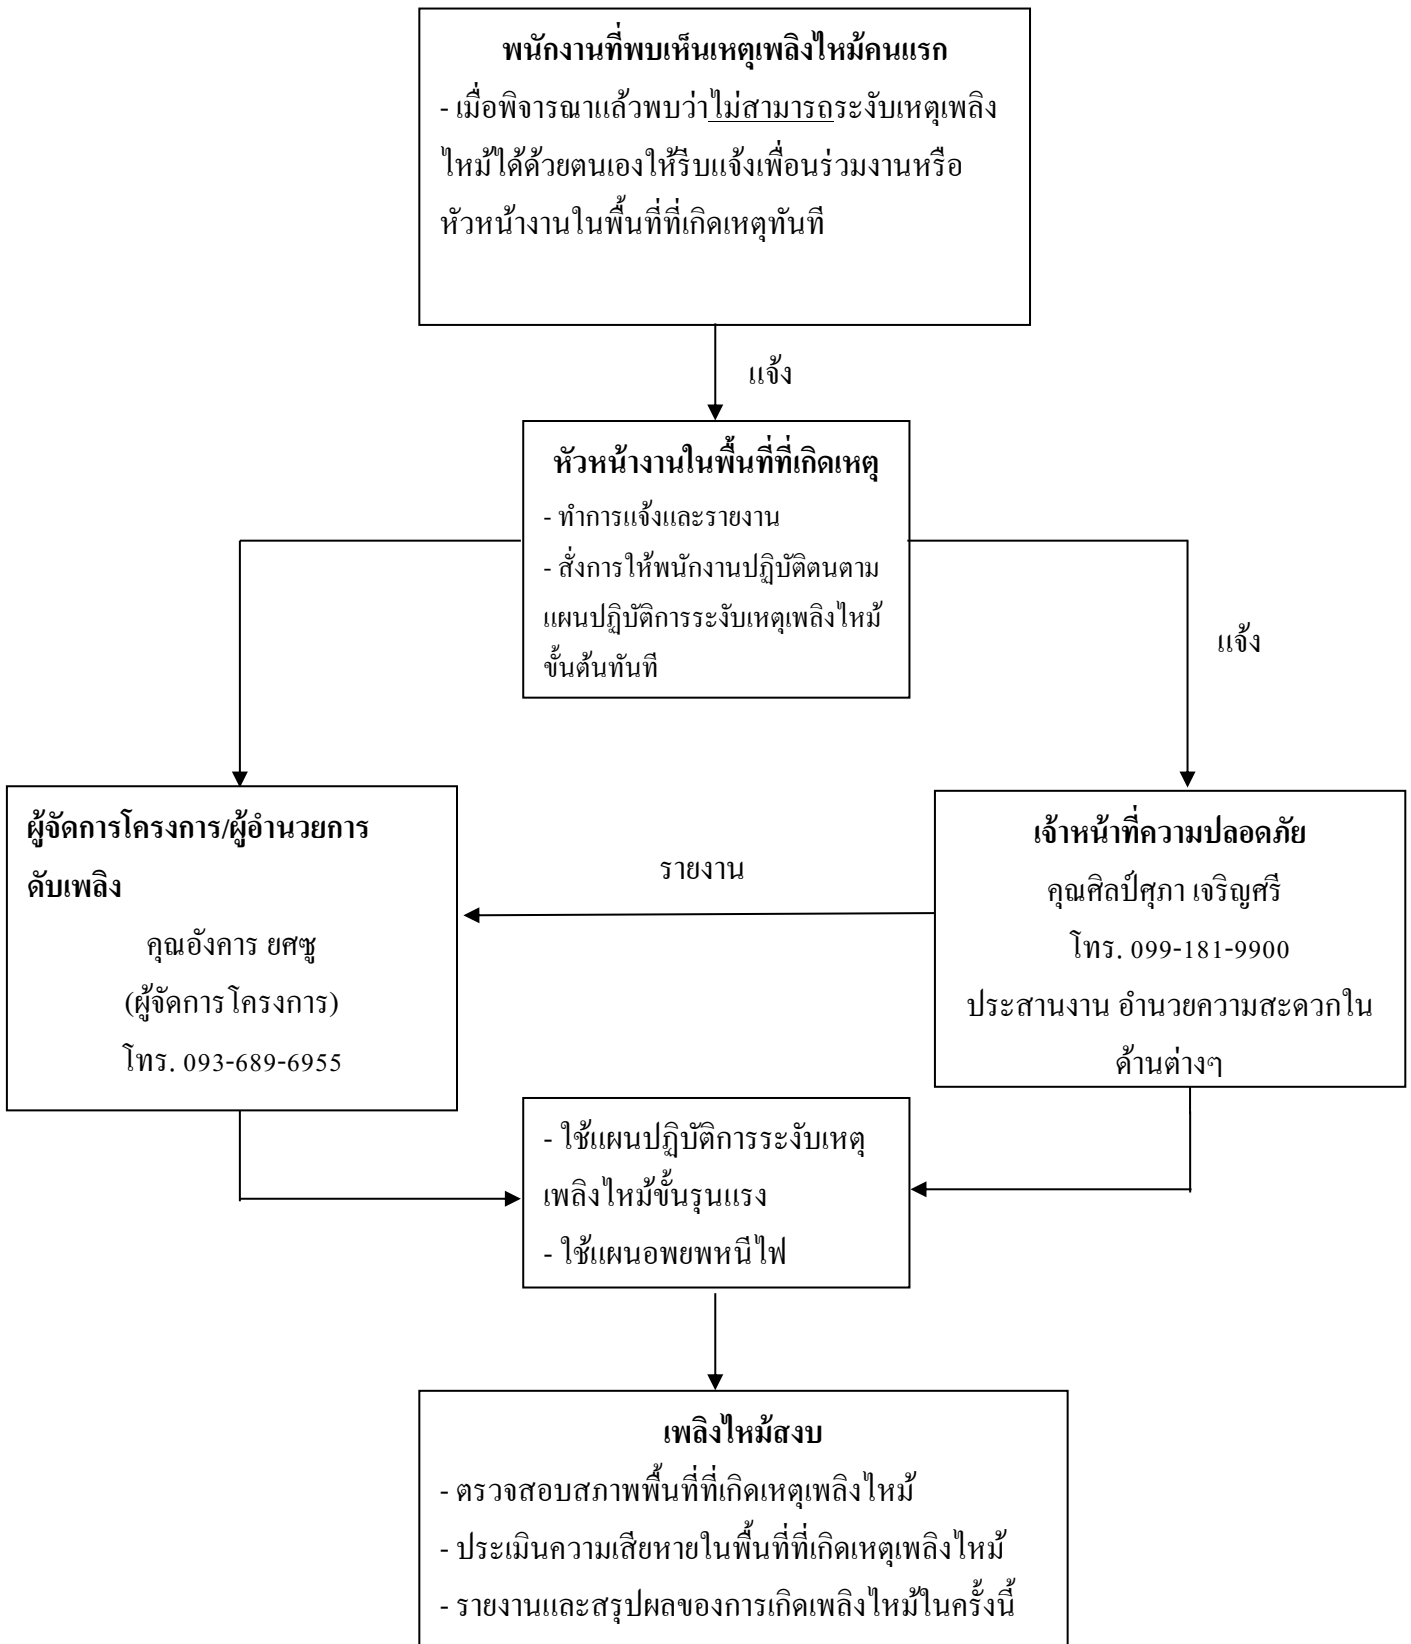 พนักงานที่พบเห็นเหตุเพลิงไหม้คนแรก
- เมื่อพิจารณาแล้วพบว่าไม่สามารถระงับเหตุเพลิง
ไหม้ได้ด้วยตนเองให้รีบแจ้งเพื่อนร่วมงานหรือ
หัวหน้างานในพื้นที่ที่เกิดเหตุทันที
แจ้ง
หัวหน้างานในพื้นที่ที่เกิดเหตุ
- ทำการแจ้งและรายงาน
- สั่งการให้พนักงานปฏิบัติตนตาม
แผนปฏิบัติการระงับเหตุเพลิงไหม้
ขั้นต้นทันที
แจ้ง
ผู้จัดการโครงการ/ผู้อำนวยการ
ดับเพลิง
คุณอังคาร ยศซู
(ผู้จัดการโครงการ)
โทร. 093-689-6955
รายงาน
เจ้าหน้าที่ความปลอดภัย
คุณศิลป์ศุภา เจริญศรี
โทร. 099-181-9900
ประสานงาน อำนวยความสะดวกใน
ด้านต่างๆ
- ใช้แผนปฏิบัติการระงับเหตุ
เพลิงไหม้ขั้นรุนแรง
- ใช้แผนอพยพหนีไฟ
เพลิงไหม้สงบ
- ตรวจสอบสภาพพื้นที่ที่เกิดเหตุเพลิงไหม้
- ประเมินความเสียหายในพื้นที่ที่เกิดเหตุเพลิงไหม้
- รายงานและสรุปผลของการเกิดเพลิงไหม้ในครั้งนี้